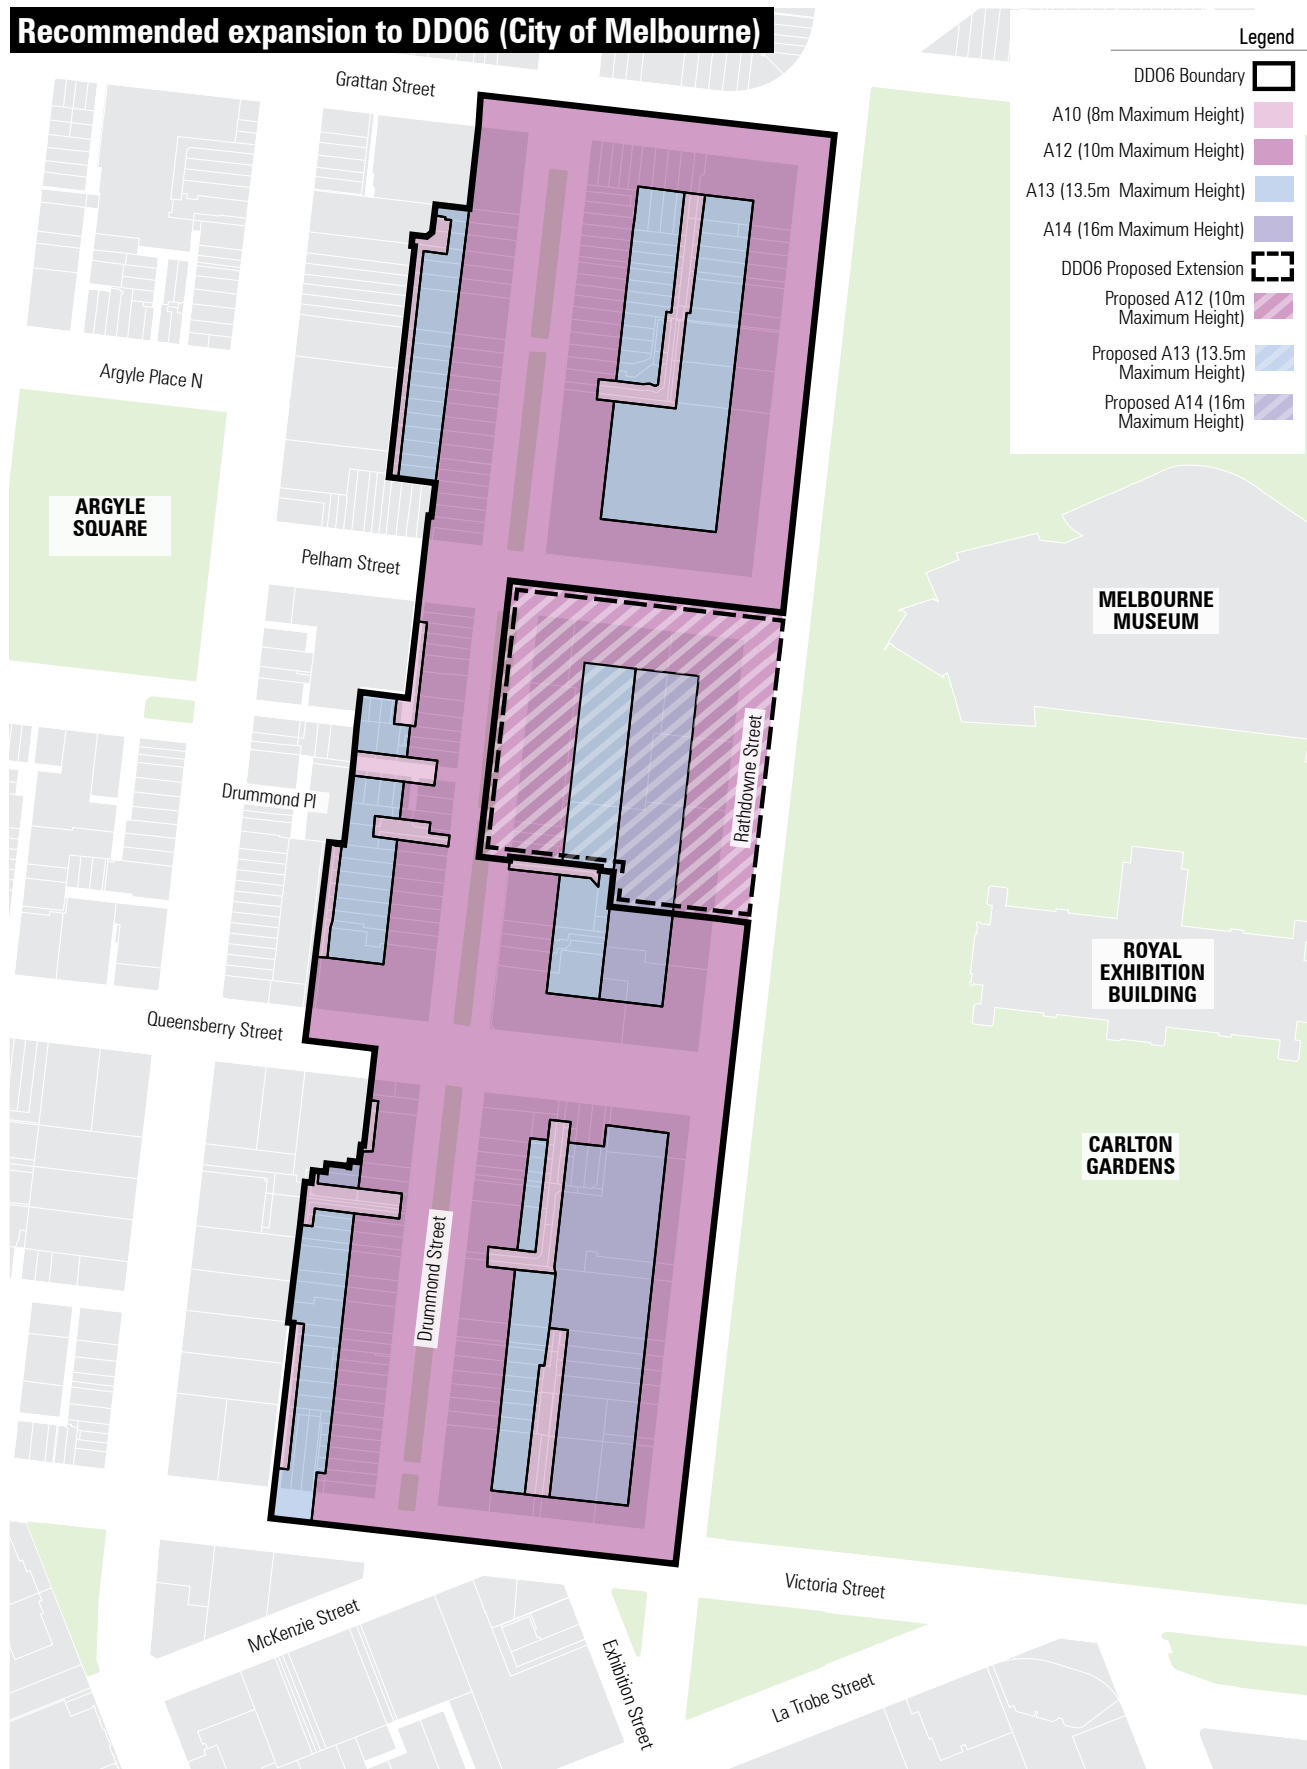 Recommended expansion to DDO6 (City of Melbourne)
Legend
DDO6 Boundary
A10 (8m Maximum Height)
A12 (10m Maximum Height)
A13 (13.5m Maximum Height)
A14 (16m Maximum Height)
DDO6 Proposed Extension
Proposed A12 (10m
Maximum Height)
Proposed A13 (13.5m
Maximum Height)
Proposed A14 (16m
Maximum Height)
Grattan Street
Argyle Place N
ARGYLE
SQUARE
Pelham Street
MELBOURNE
MUSEUM
Rathdowne Street
Drummond Pl
ROYAL
EXHIBITION
BUILDING
Queensberry Street
CARLTON
GARDENS
Drummond Street
Victoria Street
McKenzie Street
Exhibition Street
La Trobe Street